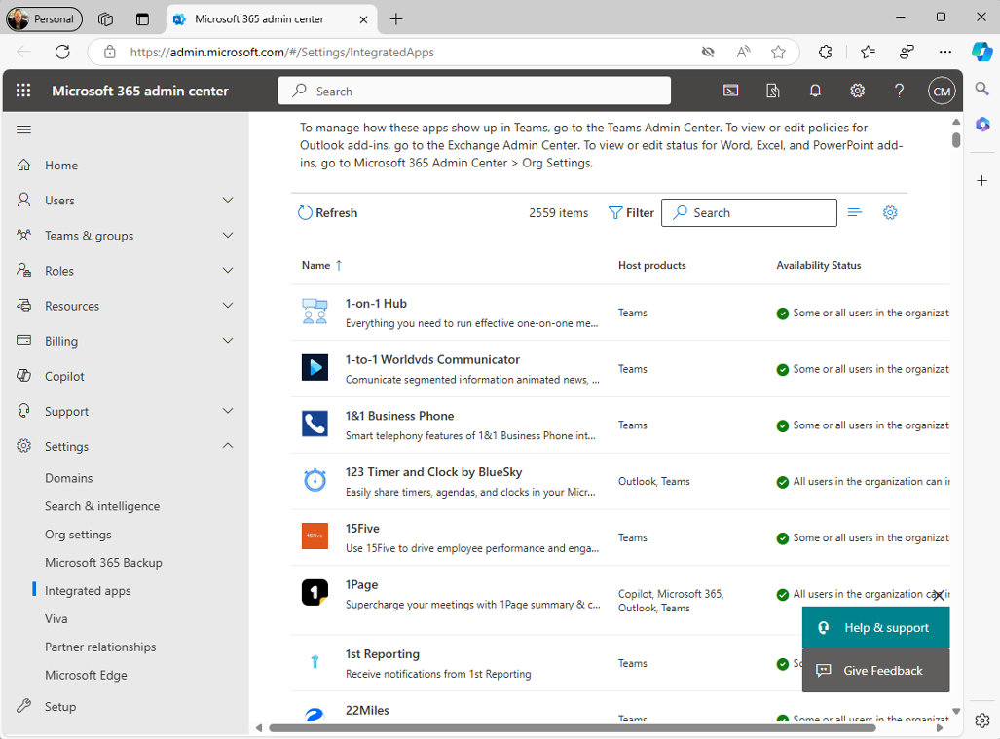 Personal
Microsoft 365 admin center
https://admin.microsoft.com/#/Settings/IntegratedApps
Microsoft 365 admin center
Search
CM
Home
Users
Teams & groups
Roles
Resources
Billing
Copilot
Support
Settings
Domains
Search & intelligence
Org settings
Microsoft 365 Backup
Integrated apps
Viva
Partner relationships
Microsoft Edge
Setup
To manage how these apps show up in Teams, go to the Teams Admin Center. To view or edit policies for
Outlook add-ins, go to the Exchange Admin Center. To view or edit status for Word, Excel, and PowerPoint add-
ins, go to Microsoft 365 Admin Center > Org Settings.
Refresh
2559 items
Filter
Search
Name ↑
Host products
Availability Status
1-on-1 Hub
Everything you need to run effective one-on-one me...
Teams
Some or all users in the organizat
1-to-1 Worldvds Communicator
Comunicate segmented information animated news, ...
Teams
Some or all users in the organizat
1&1 Business Phone
Smart telephony features of 1&1 Business Phone int...
Teams
Some or all users in the organizat
123 Timer and Clock by BlueSky
Easily share timers, agendas, and clocks in your Micr...
Outlook, Teams
All users in the organization can in
15Five
15Five
Use 15Five to drive employee performance and enga...
Teams
Some or all users in the organizat
1
1Page
Supercharge your meetings with 1Page summary & c...
Copilot, Microsoft 365,
Outlook, Teams
All users in the organization
1
1st Reporting
Receive notifications from 1st Reporting
Teams
22Miles
Teams
Some or all users in the organizat
Help & support
Give Feedback